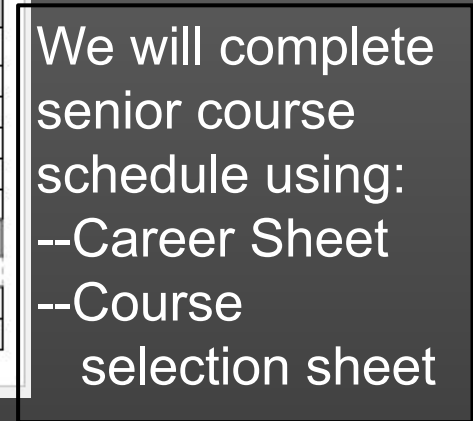 We will complete
senior course
schedule using:
--Career Sheet
--Course
selection sheet